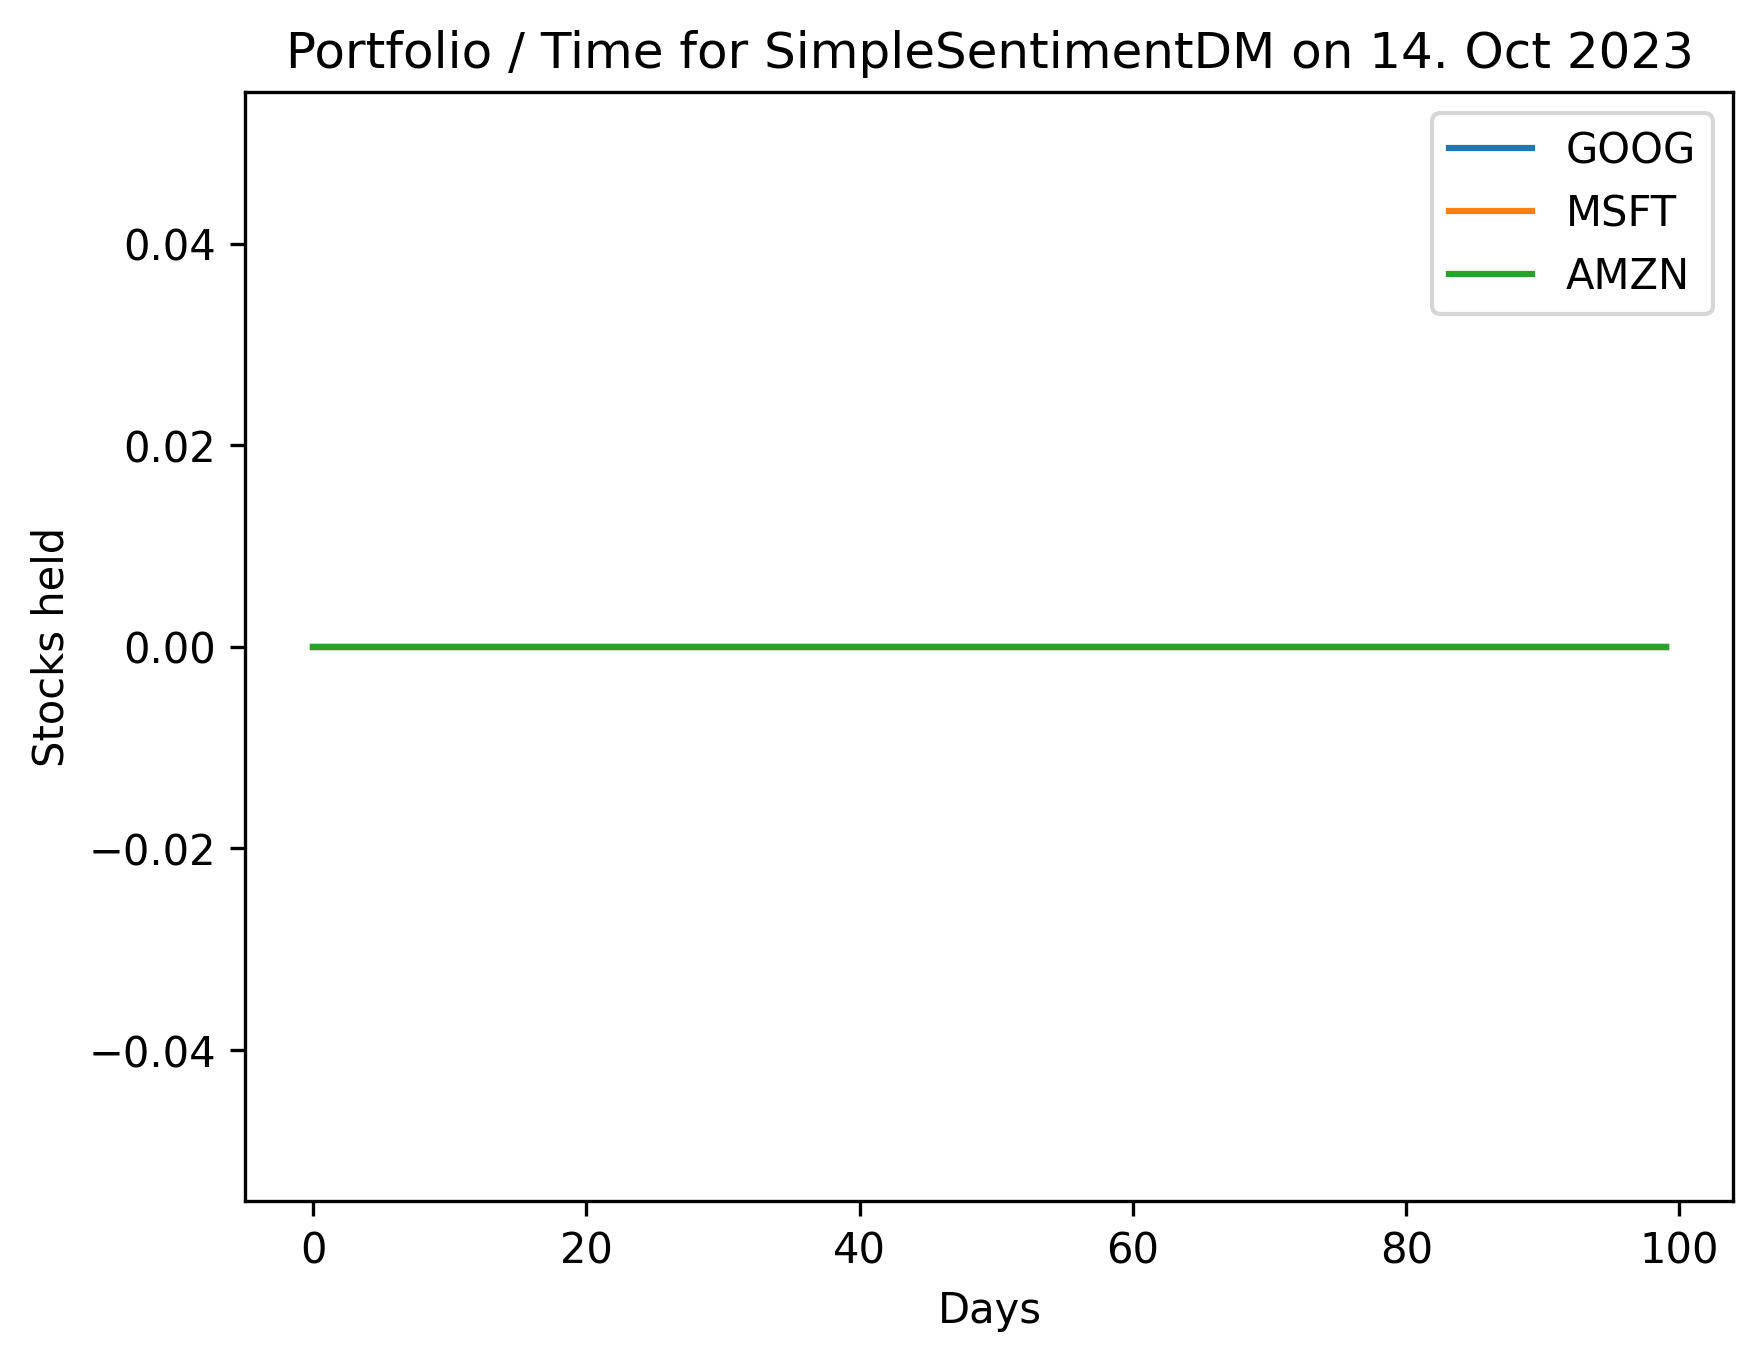 Portfolio / Time for SimpleSentimentDM on 14. Oct 2023
GOOG
MSFT
AMZN
0.04
0.02
0.00
−0.02
−0.04
Stocks held
0 20 40 60 80 100
Days